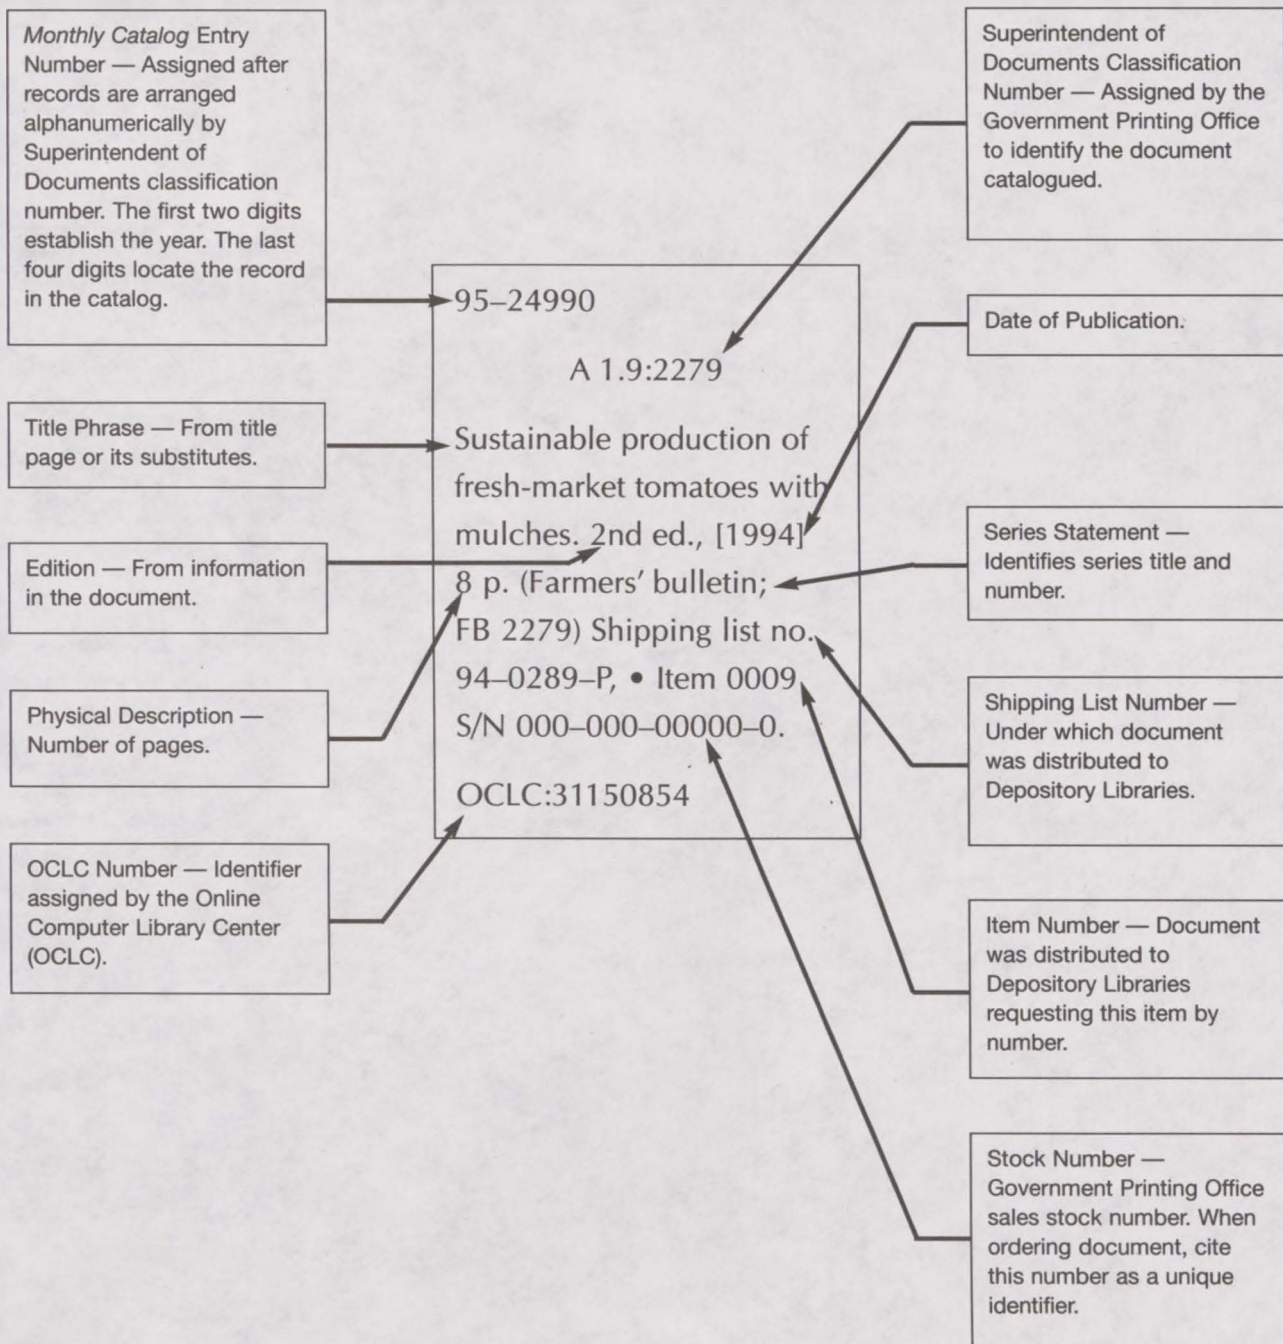 Monthly Catalog Entry
Number — Assigned after
records are arranged
alphanumerically by
Superintendent of
Documents classification
number. The first two digits
establish the year. The last
four digits locate the record
in the catalog.
Title Phrase — From title
page or its substitutes.
Edition — From information
in the document.
Physical Description —
Number of pages.
OCLC Number — Identifier
assigned by the Online
Computer Library Center
(OCLC).
95–24990
A 1.9:2279
Sustainable production of
fresh-market tomatoes with
mulches. 2nd ed., [1994]
8 p. (Farmers’ bulletin;
FB 2279) Shipping list no.
94–0289–P, • Item 0009
S/N 000–000–00000–0.
OCLC:31150854
Superintendent of
Documents Classification
Number — Assigned by the
Government Printing Office
to identify the document
catalogued.
Date of Publication.
Series Statement —
Identifies series title and
number.
Shipping List Number —
Under which document
was distributed to
Depository Libraries.
Item Number — Document
was distributed to
Depository Libraries
requesting this item by
number.
Stock Number —
Government Printing Office
sales stock number. When
ordering document, cite
this number as a unique
identifier.